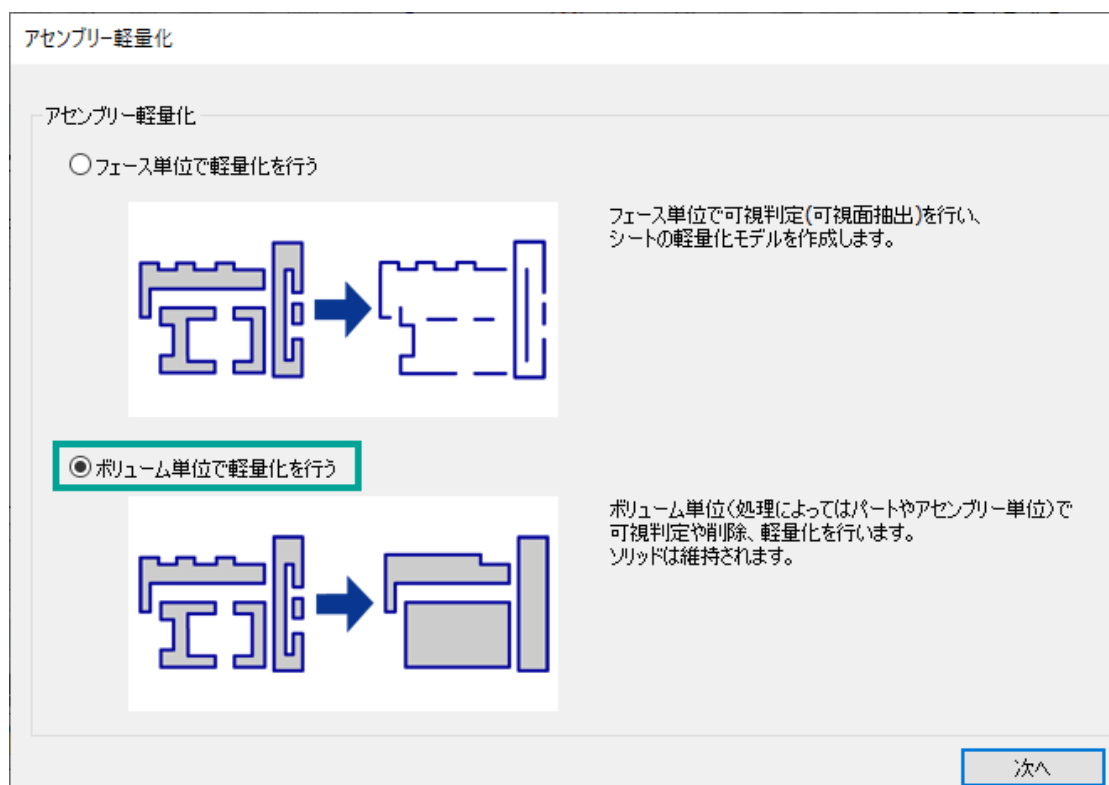 アセンブリー軽量化
アセンブリー軽量化
フェース単位で軽量化を行う
フェース単位で可視判定(可視面抽出)を行い、
シートの軽量化モデルを作成します。
ボリューム単位で軽量化を行う
ボリューム単位(処理によってはパートやアセンブリー単位)で
可視判定や削除、軽量化を行います。
ソリッドは維持されます。
次へ